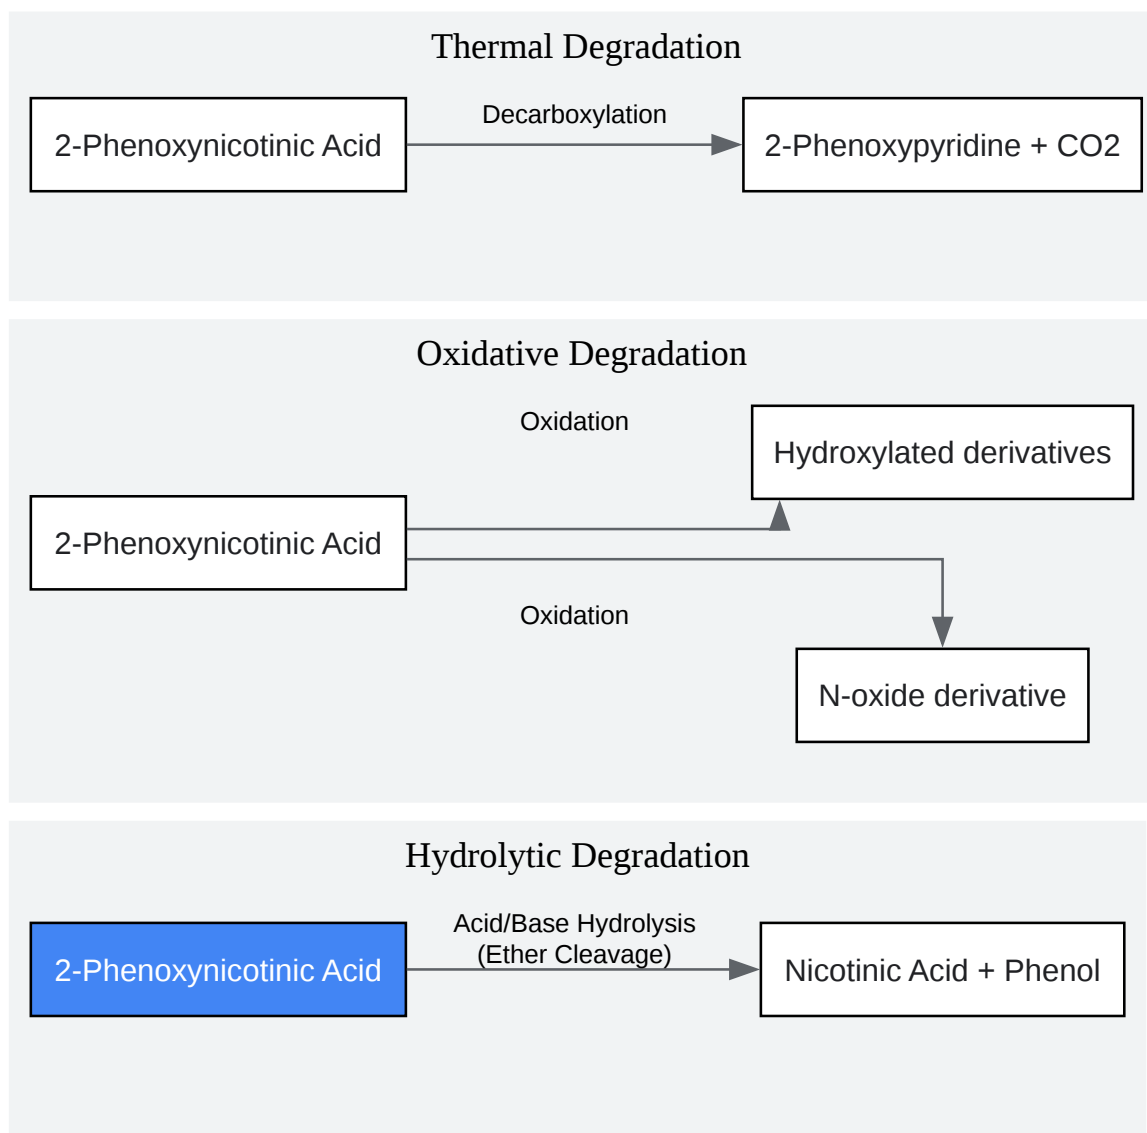 Thermal Degradation
2-Phenoxynicotinic Acid
Decarboxylation
2-Phenoxypyridine + CO2
Oxidative Degradation
Oxidation
Hydroxylated derivatives
2-Phenoxynicotinic Acid
Oxidation
N-oxide derivative
Hydrolytic Degradation
2-Phenoxynicotinic Acid
Acid/Base Hydrolysis
(Ether Cleavage)
Nicotinic Acid + Phenol